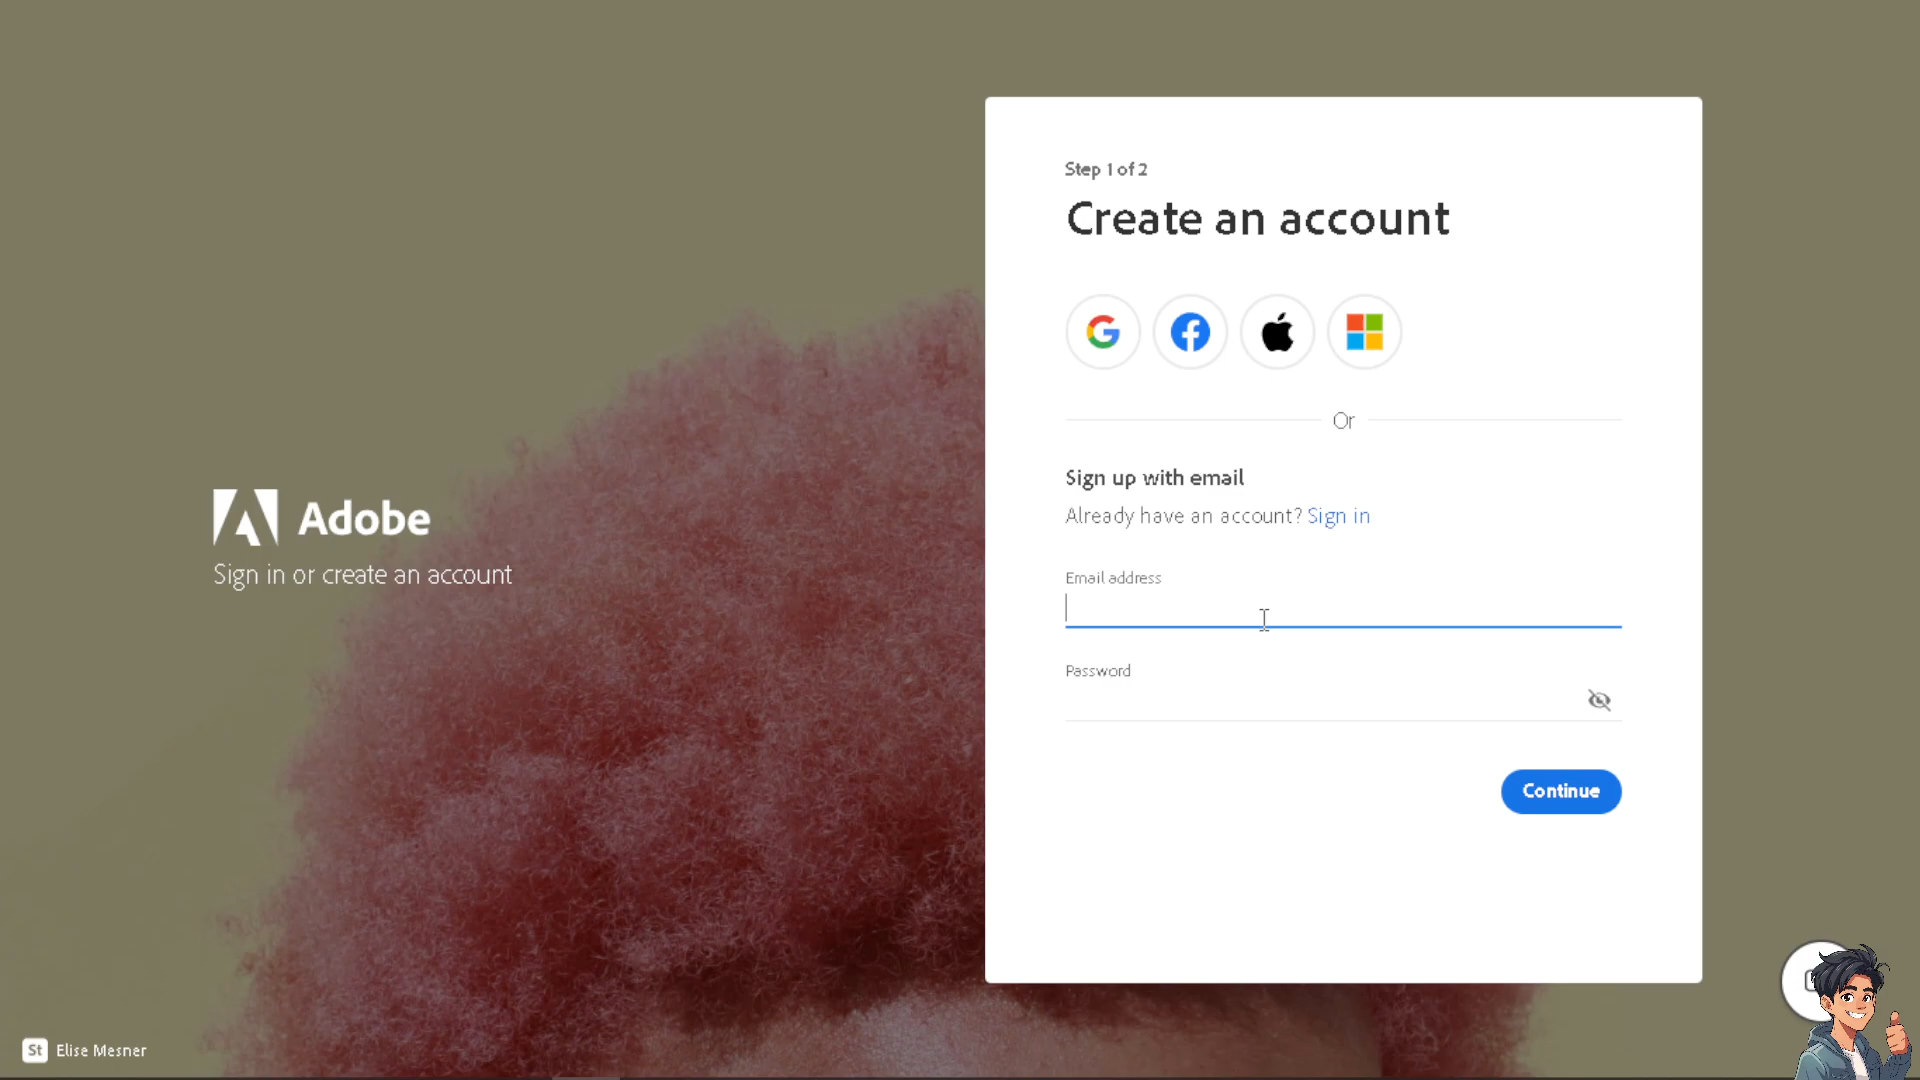 Step 1 of 2
Create an account
Or
Sign up with email
Already have an account? Sign in
Email address
Password
Continue
Adobe
Sign in or create an account
St Elise Mesner